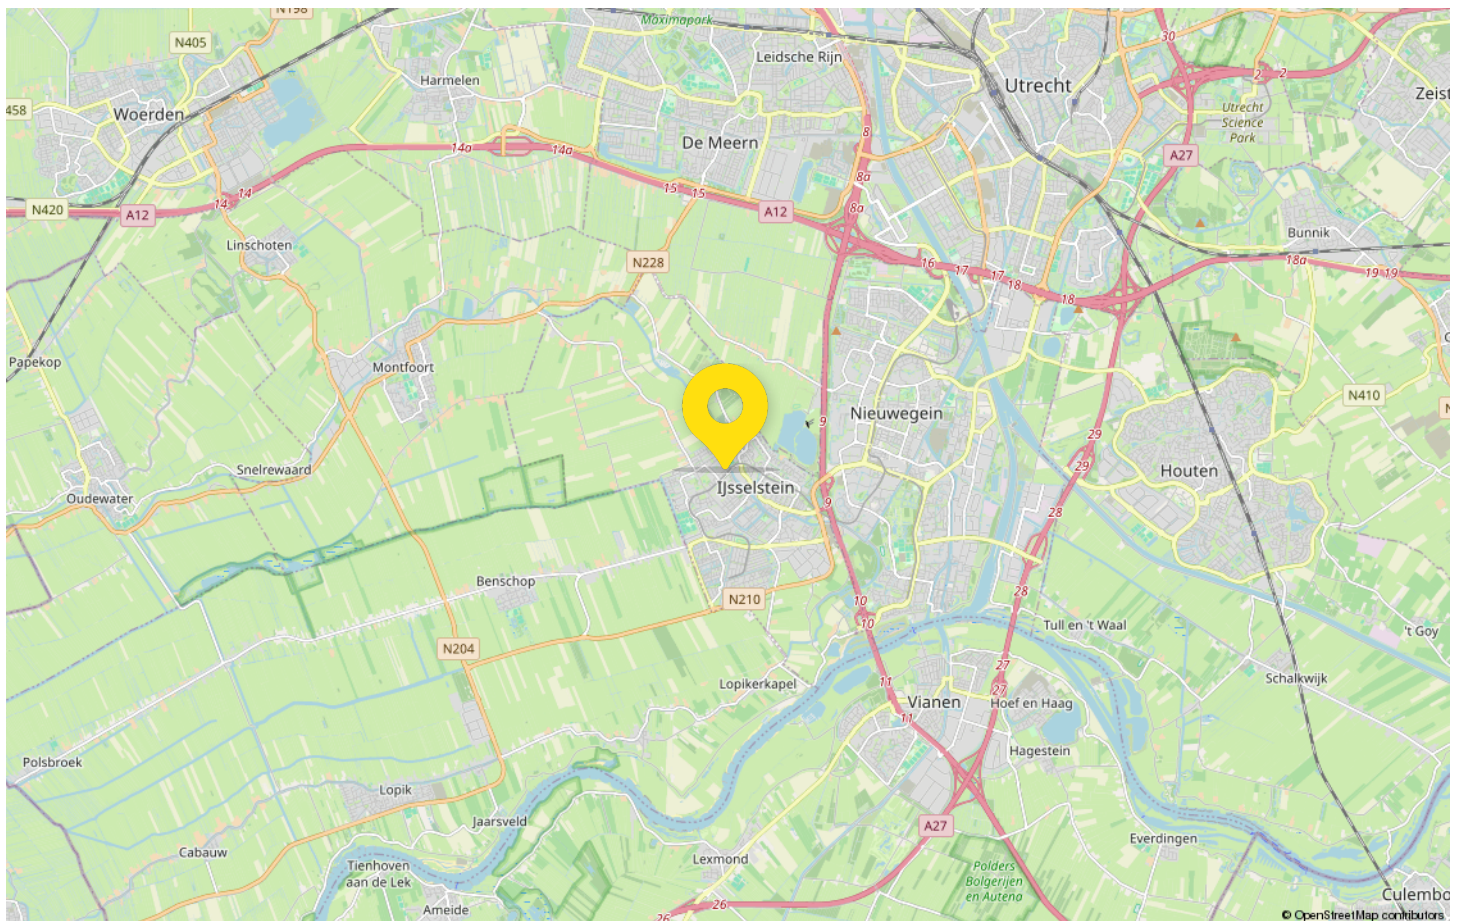 N198
Maximapark
30
N405
Leidsche Rijn
Harmelen
2
2
Utrecht
Zeist
458
Woerden
Utrecht
Science
Park
De Meern
8
14a
14a
A27
8a
15
15
14
14
N420
A12
A12
8a
Bunnik
Linschoten
N228
16
17
17
18
18
18a
19 19
Papekop
Montfoort
N410
Nieuwegein
9
29
29
Snelrewaard
Houten
Oudewater
IJsselstein
9
28
Benschop
28
N210
10
10
Tull en 't Waal
't Goy
N204
27
27
Lopikerkapel
11
11
Schalkwijk
Vianen
Hoef en Haag
Hagestein
Polsbroek
Lopik
Jaarsveld
A27
Everdingen
Cabauw
Lexmond
Tienhoven
aan de Lek
Polders
Bolgerijen
en Autena
Culembo
Ameide
26
26
© OpenStreetMap contributors